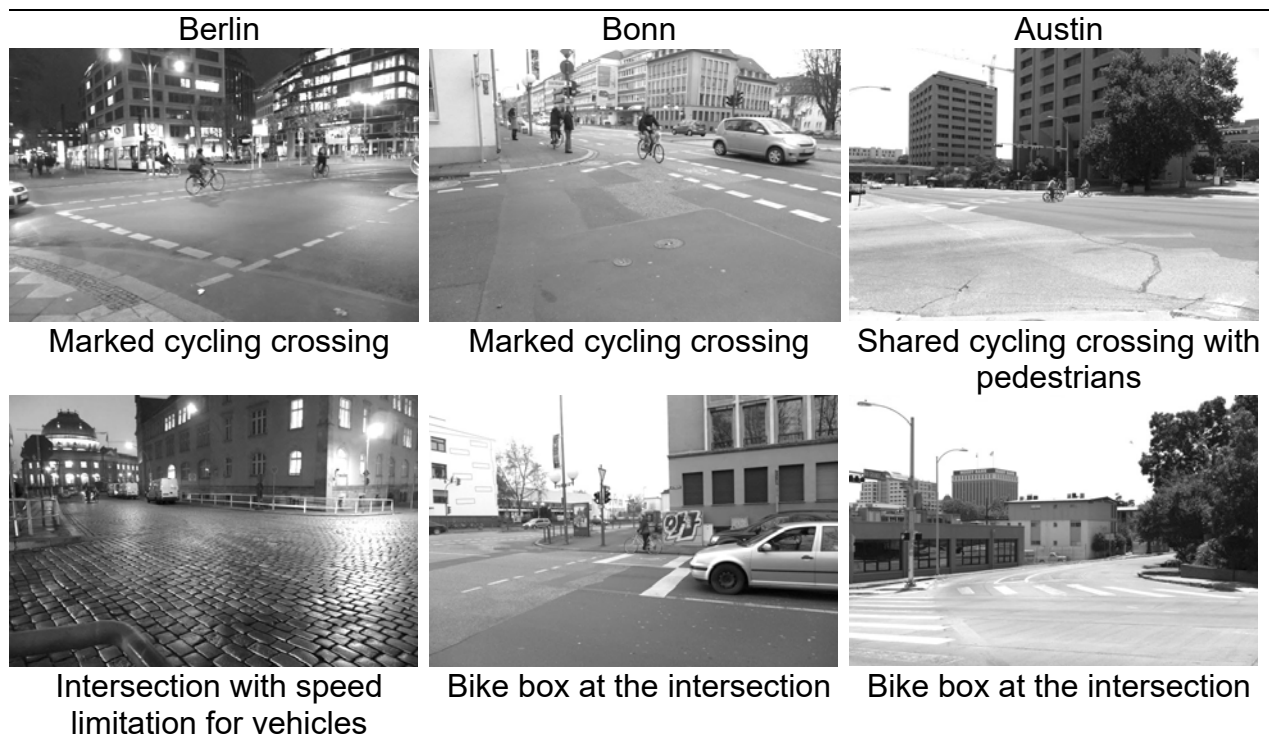 Berlin
Bonn
Austin
Marked cycling crossing
Marked cycling crossing
Shared cycling crossing with
pedestrians
Intersection with speed
limitation for vehicles
Bike box at the intersection
Bike box at the intersection